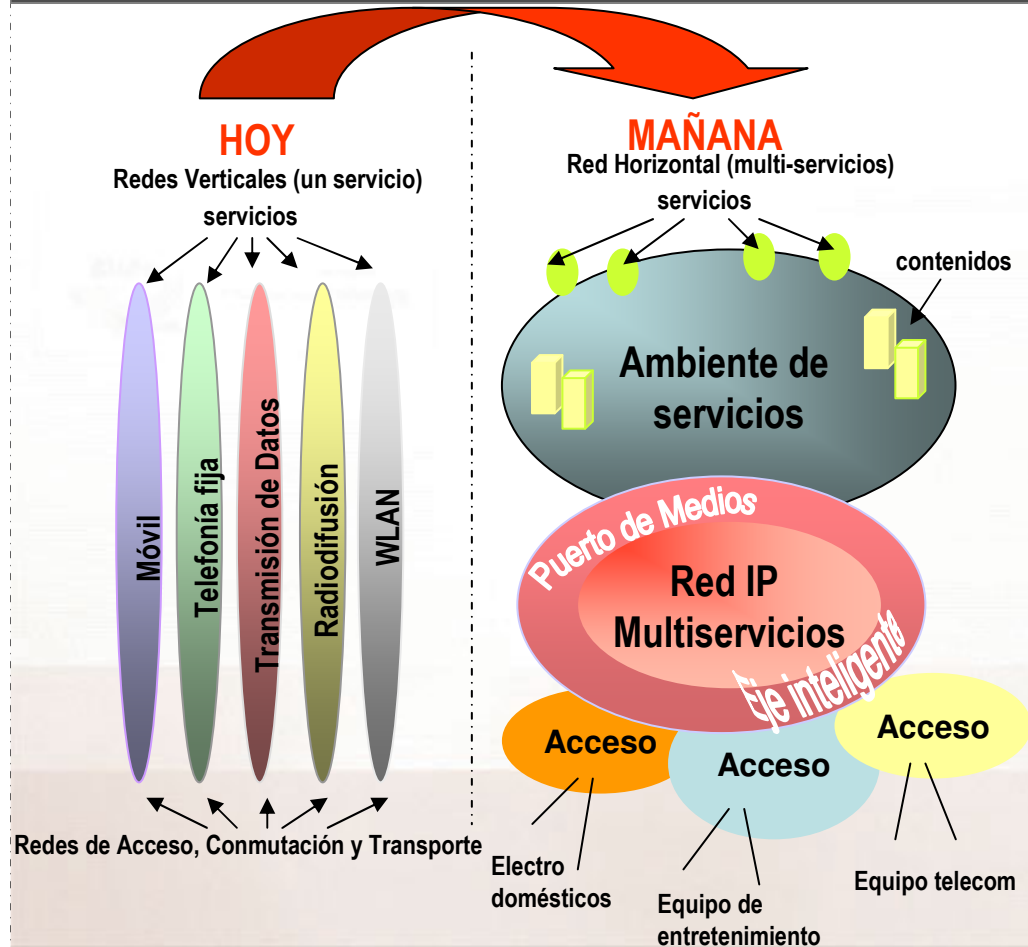 HOY
Redes Verticales (un servicio)
servicios
Móvil
Telefonía fija
Transmisión de Datos
Radiodifusión
WLAN
Redes de Acceso, Conmutación y Transporte
MAÑANA
Red Horizontal (multi-servicios)
servicios
contenidos
Ambiente de
servicios
Puerto de Medios
Red IP
Multiservicios
Eje inteligente
Acceso
Acceso
Acceso
Electro
domésticos
Equipo de
entretenimiento
Equipo telecom